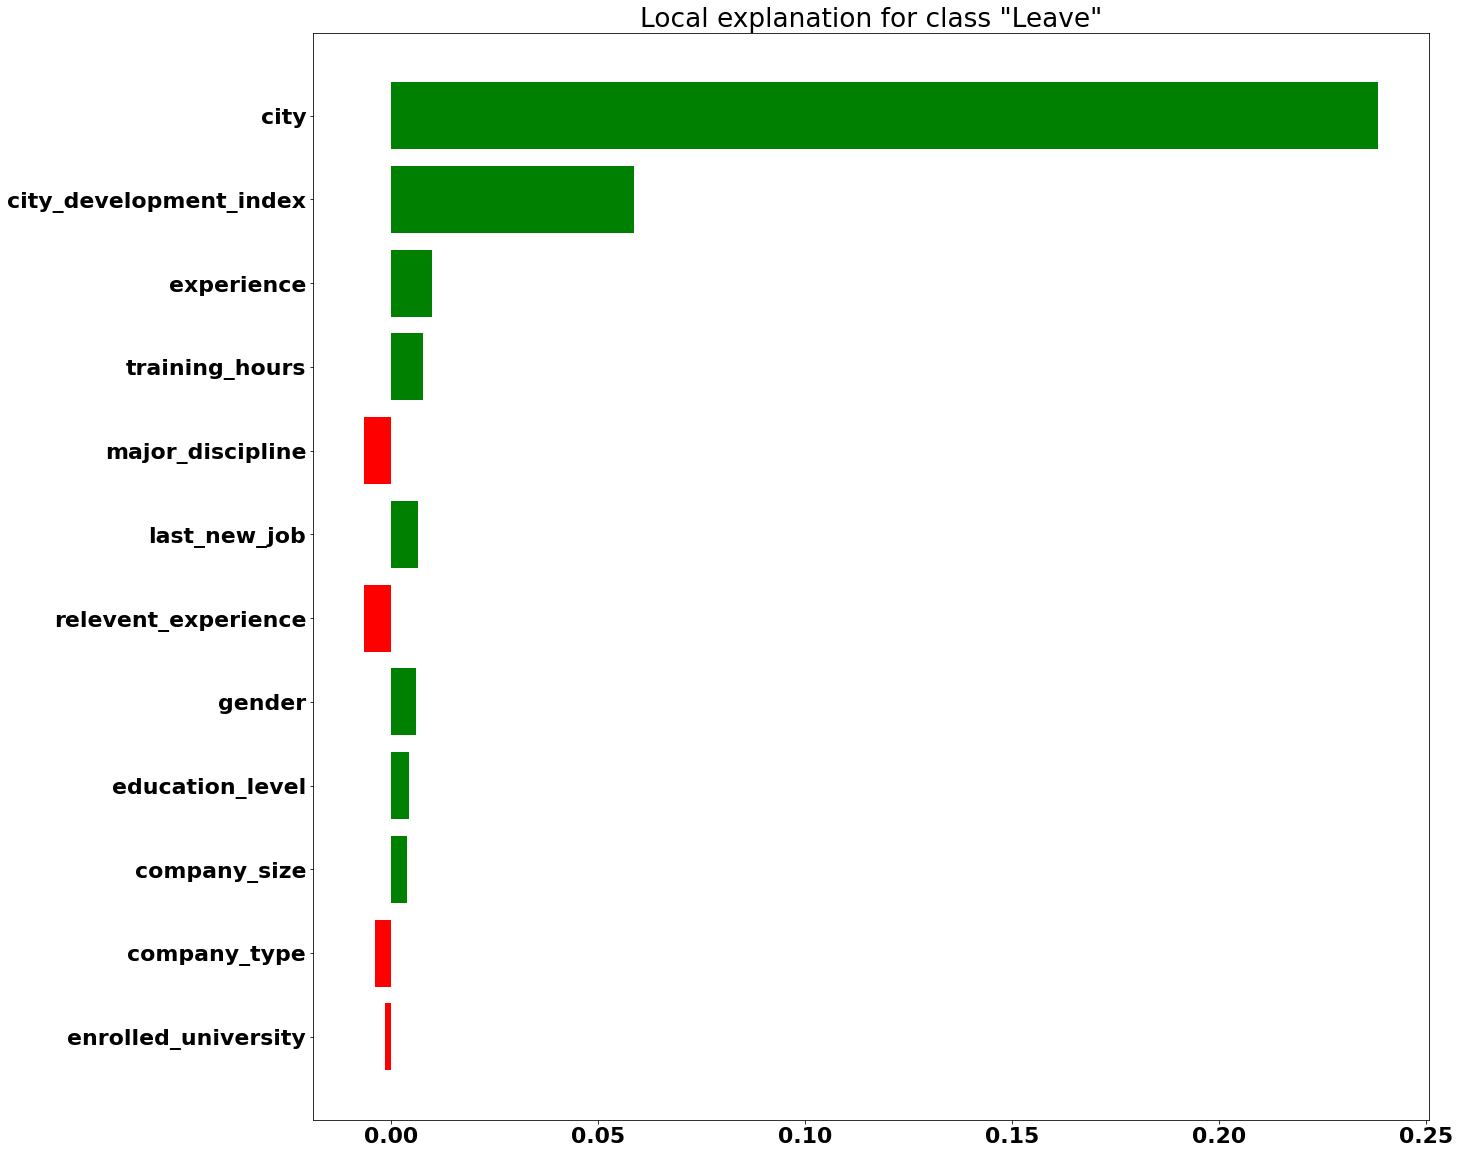 Local explanation for class "Leave"
city
city_development_index
experience
training_hours
major_discipline
last_new_job
relevent_experience
gender
education_level
company_size
company_type
enrolled_university
0.00 0.05 0.10 0.15 0.20 0.25